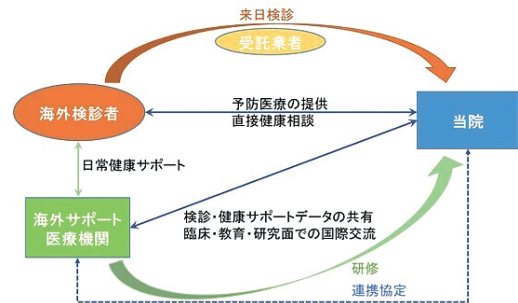 来日検診
受託業者
海外検診者
予防医療の提供
直接健康相談
当院
日常健康サポート
海外サポート
医療機関
検診・健康サポートデータの共有
臨床・教育・研究面での国際交流
研修
連携協定